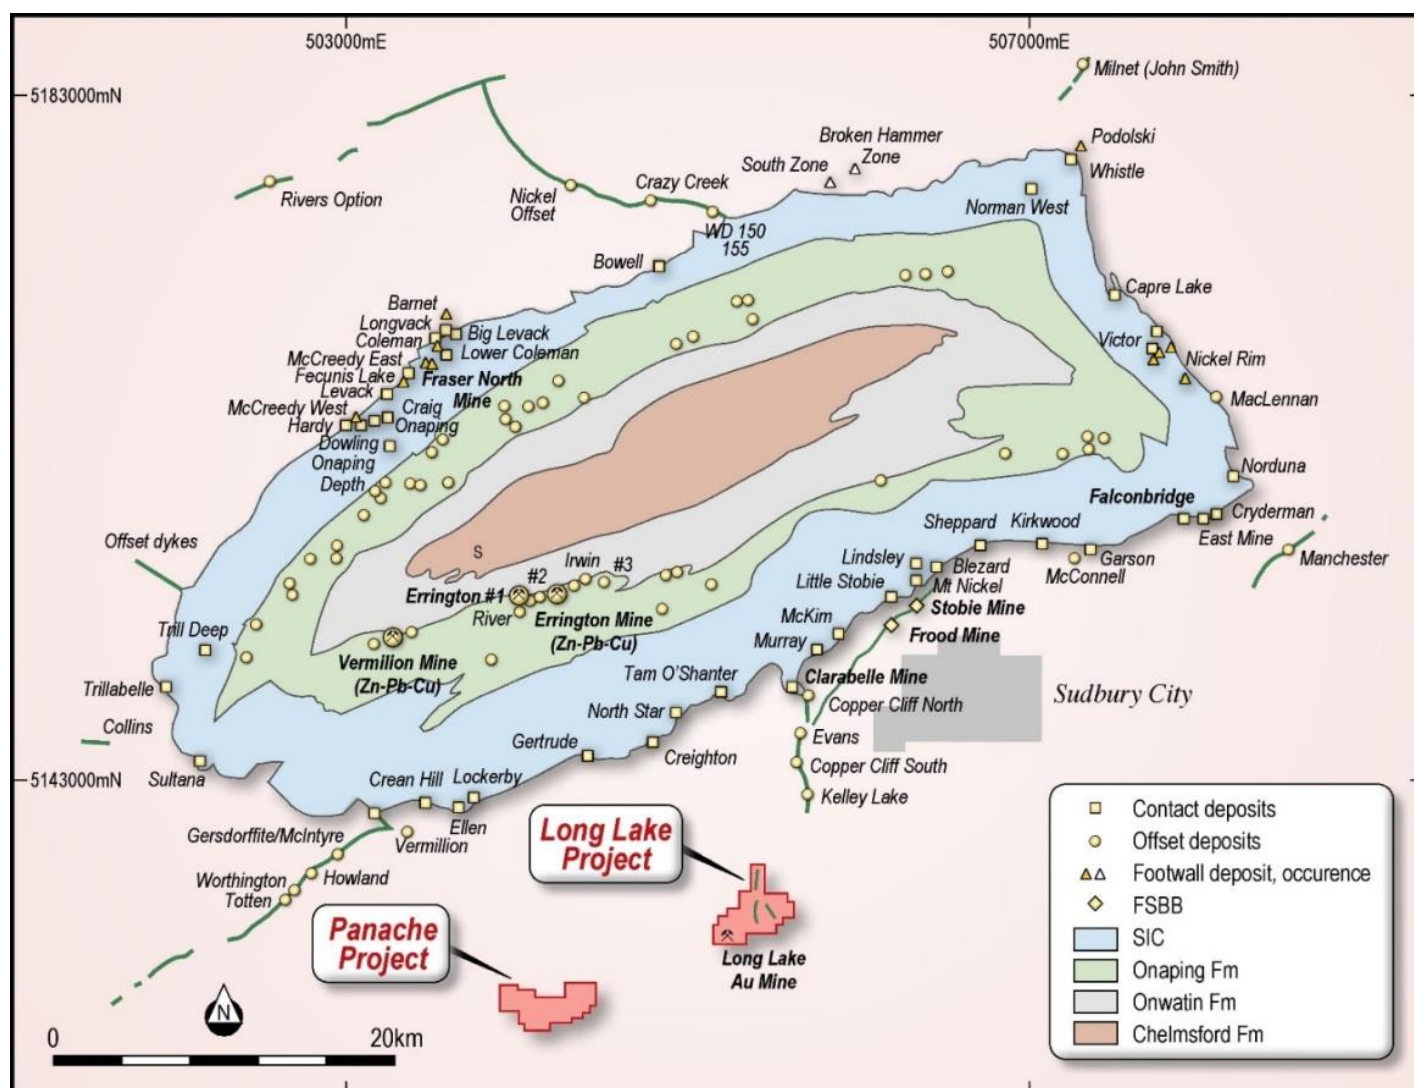 503000mE
507000mE
5183000mN
Milnet (John Smith)
Broken Hammer
Zone
South Zone
Podolski
Whistle
Rivers Option
Nickel
Offset
Crazy Creek
Norman West
WD 150
155
Bowell
Capre Lake
Barnet
Longvack
Coleman
Big Levack
Lower Coleman
McCreedy East
Fecunis Lake
Levack
Fraser North
Mine
Victor
Nickel Rim
MacLennan
McCreedy West
Hardy
Craig
Onaping
Dowling
Onaping
Depth
Norduna
Falconbridge
Cryderman
East Mine
Sheppard
Kirkwood
Garson
McConnell
Manchester
Offset dykes
S
Irwin
#2
#3
Errington #1
River
Errington Mine
(Zn-Pb-Cu)
Lindsley
Blezard
Little Stobie
Mt Nickel
Stobie Mine
Frood Mine
McKim
Murray
Trill Deep
Vermilion Mine
(Zn-Pb-Cu)
Tam O'Shanter
Clarabelle Mine
Sudbury City
Trillabelle
North Star
Copper Cliff North
Collins
Gertrude
Creighton
Evans
Sultana
5143000mN
Copper Cliff South
Crean Hill
Lockerby
Kelley Lake
Ellen
Gersdorffite/McIntyre
Vermillion
Howland
Worthington
Totten
Long Lake
Project
Panache
Project
Long Lake
Au Mine
N
0
20km
Contact deposits
Offset deposits
Footwall deposit, occurence
FSBB
SIC
Onaping Fm
Onwatin Fm
Chelmsford Fm